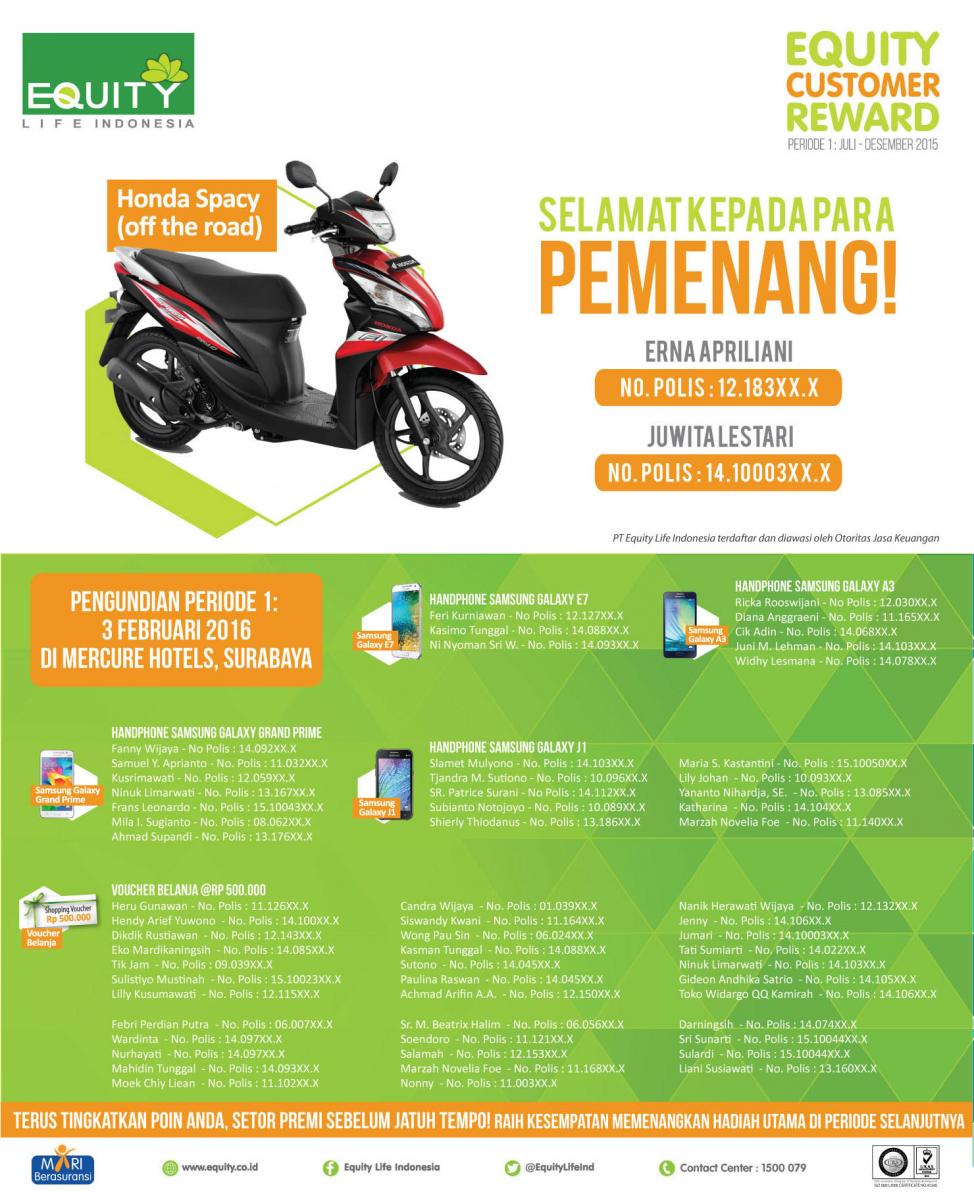 EQUITY
LIFE INDONESIA
EQUITY
CUSTOMER
REWARD
PERIODE 1 : JULI - DESEMBER 2015
Honda Spacy
(off the road)
SELAMAT KEPADA PARA
PEMENANG!
ERNA APRILIANI
NO. POLIS : 12.183XX.X
JUWITA LESTARI
NO. POLIS : 14.10003XX.X
PT Equity Life Indonesia terdaftar dan diawasi oleh Otoritas Jasa Keuangan
PENGUNDIAN PERIODE 1:
3 FEBRUARI 2016
DI MERCURE HOTELS, SURABAYA
Samsung
Galaxy E7
HANDPHONE SAMSUNG GALAXY E7
Feri Kurniawan - No Polis : 12.127XX.X
Kasimo Tunggal - No Polis : 14.088XX.X
Ni Nyoman Sri W. - No. Polis : 14.093XX.X
Samsung
Galaxy A3
HANDPHONE SAMSUNG GALAXY A3
Ricka Rooswijani - No Polis : 12.030XX.X
Diana Anggraeni - No. Polis : 11.165XX.X
Cik Adin - No. Polis : 14.068XX.X
Juni M. Lehman - No. Polis : 14.103XX.X
Widhy Lesmana - No Polis : 14.078XX.X
Samsung Galaxy
Grand Prime
HANDPHONE SAMSUNG GALAXY GRAND PRIME
Fanny Wijaya - No Polis : 14.092XX.X
Samuel Y. Aprianto - No. Polis : 11.032XX.X
Kusrimawati - No Polis : 12.059XX.X
Ninuk Limarwati - No Polis : 13.167XX.X
Frans Leonardo - No. Polis : 15.10043XX.X
Mila I. Sugianto - No. Polis : 08.062XX.X
Ahmad Supandi - No. Polis : 13.176XX.X
Samsung
Galaxy J1
HANDPHONE SAMSUNG GALAXY J1
Slamet Mulyono - No Polis : 14.103XX.X
Tjandra M. Sutiono - No Polis : 10.096XX.X
SR. Patrice Surani - No Polis : 14.112XX.X
Subianto Notojoyo - No Polis : 10.089XX.X
Shierly Thiodanus - No. Polis : 13.186XX.X
Maria S. Kastantini - No. Polis : 15.10050XX.X
Lily Johan - No. Polis : 10.093XX.X
Yananto Nihardja, SE. - No Polis : 13.085XX.X
Katharina - No. Polis : 14.104XX.X
Marzah Novelia Foe - No. Polis : 11.140XX.X
Shopping Voucher
Rp 500.000
Voucher
Belanja
VOUCHER BELANJA @RP 500.000
Heru Gunawan - No. Polis : 11.126XX.X
Hendy Arief Yuwono - No. Polis : 14.100XX.X
Dikdik Rustiawan - No. Polis : 12.143XX.X
Eko Mardikaningsih - No. Polis : 14.085XX.X
Tik Jam - No. Polis : 09.039XX.X
Sulistiyo Mustinah - No. Polis : 15.10023XX.X
Lilly Kusumawati - No. Polis : 12.115XX.X
Febri Perdian Putra - No. Polis : 06.007XX.X
Wardinta - No. Polis : 14.097XX.X
Nurhayati - No. Polis : 14.097XX.X
Mahidin Tunggal - No. Polis : 14.093XX.X
Moek Chiy Liean - No. Polis : 11.102XX.X
Candra Wijaya - No. Polis : 01.039XX.X
Siswandy Kwani - No. Polis : 11.164XX.X
Wong Pau Sin - No. Polis : 06.024XX.X
Kasman Tunggal - No. Polis : 14.088XX.X
Sutono - No. Polis : 14.045XX.X
Paulina Raswan - No. Polis : 14.045XX.X
Achmad Arifin A.A. - No. Polis : 12.150XX.X
Sr. M. Beatrix Halim - No. Polis : 06.056XX.X
Soendoro - No. Polis : 11.121XX.X
Salamah - No. Polis : 12.153XX.X
Marzah Novelia Foe - No. Polis : 11.168XX.X
Nonny - No. Polis : 11.003XX.X
Nanik Herawati Wijaya - No. Polis : 12.132XX.X
Jenny - No. Polis : 14.106XX.X
Jumari - No. Polis : 14.10003XX.X
Tati Sumiarti - No. Polis : 14.022XX.X
Ninuk Limarwati - No. Polis : 14.103XX.X
Gideon Andhika Satrio - No. Polis : 14.105XX.X
Toko Widargo QQ Kamirah - No. Polis : 14.106XX.X
Darningsih - No. Polis : 14.074XX.X
Sri Sunarti - No. Polis : 15.10044XX.X
Sulardi - No. Polis : 15.10044XX.X
Liani Susiawati - No. Polis : 13.160XX.X
TERUS TINGKATKAN POIN ANDA, SETOR PREMI SEBELUM JATUH TEMPO! RAIH KESEMPATAN MEMENANGKAN HADIAH UTAMA DI PERIODE SELANJUTNYA
MARI
Berasuransi
www.equity.co.id
Equity Life Indonesia
@EquityLifeInd
Contact Center : 1500 079